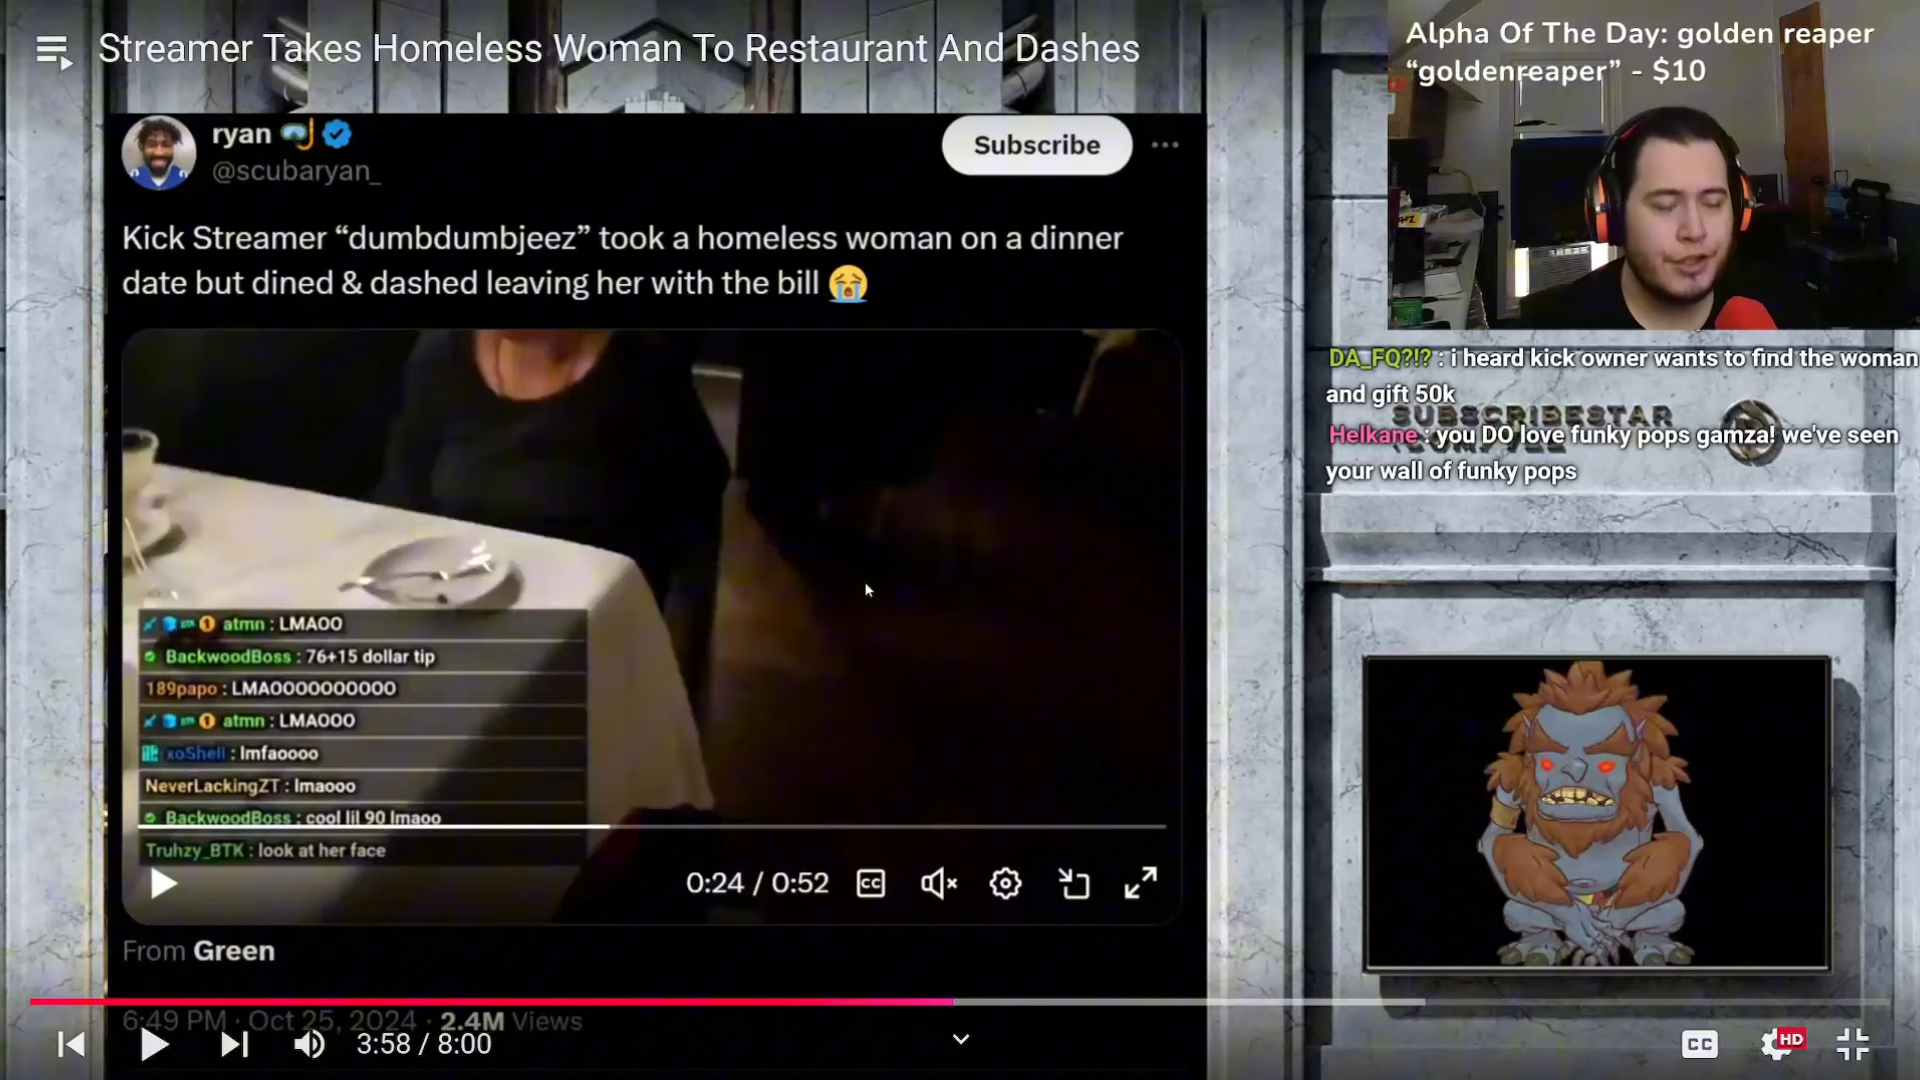 Streamer Takes Homeless Woman To Restaurant And Dashes
Alpha Of The Day: golden reaper
“goldenreaper” - $10
ryan
@scubaryan_
Subscribe
Kick Streamer “dumbdumbjeez” took a homeless woman on a dinner
date but dined & dashed leaving her with the bill 😭
DA_FQ?!? : i heard kick owner wants to find the woman
and gift 50k
SUBSCRIBESTAR
Helkane : you DO love funky pops gamza! we've seen
your wall of funky pops
atmn : LMAOO
BackwoodBoss : 76+15 dollar tip
189papo : LMAOOOOOOOOOO
atmn : LMAOOO
xoShell : lmfaoooo
NeverLackingZT : lmaooo
BackwoodBoss : cool lil 90 lmaoo
Truhzy_BTK : look at her face
0:24 / 0:52
CC
From Green
6:49 PM · Oct 25, 2024 · 2.4M Views
3:58 / 8:00
CC
HD